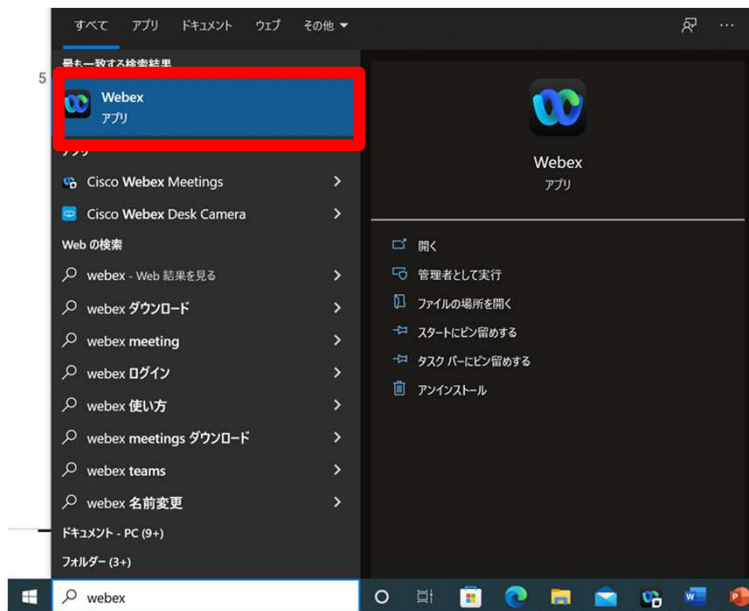 すべて アプリ ドキュメント ウェブ その他
5
最も一致する検索結果
Webex
アプリ
アプリ
Cisco Webex Meetings
Cisco Webex Desk Camera
Web の検索
webex - Web 結果を見る
webex ダウンロード
webex meeting
webex ログイン
webex 使い方
webex meetings ダウンロード
webex teams
webex 名前変更
ドキュメント - PC (9+)
フォルダー (3+)
webex
Webex
アプリ
開く
管理者として実行
ファイルの場所を開く
スタートにピン留めする
タスク バーにピン留めする
アンインストール
W
P